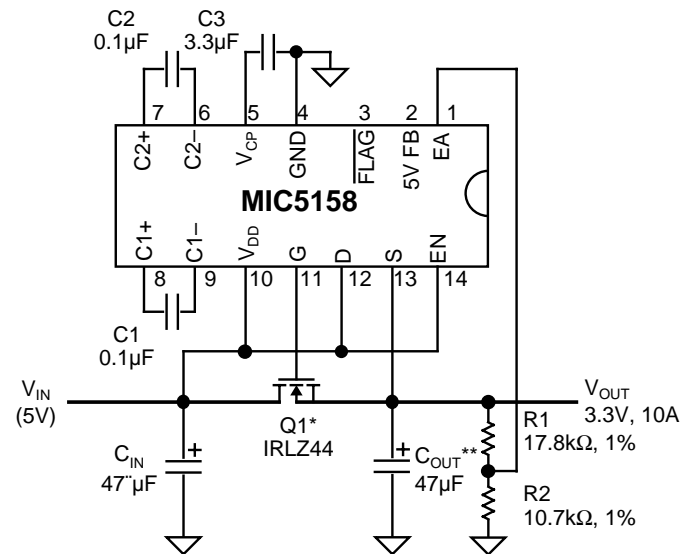 C2
0.1µF
C3
3.3µF
7
6
5
4
3
2
1
C2+
C2–
VCP
GND
FLAG
5V FB
EA
MIC5158
C1+
C1–
VDD
G
D
S
EN
8
9
10
11
12
13
14
C1
0.1µF
VIN
(5V)
Q1*
IRLZ44
VOUT
3.3V, 10A
R1
17.8kΩ, 1%
CIN
47¨µF
COUT**
47µF
R2
10.7kΩ, 1%